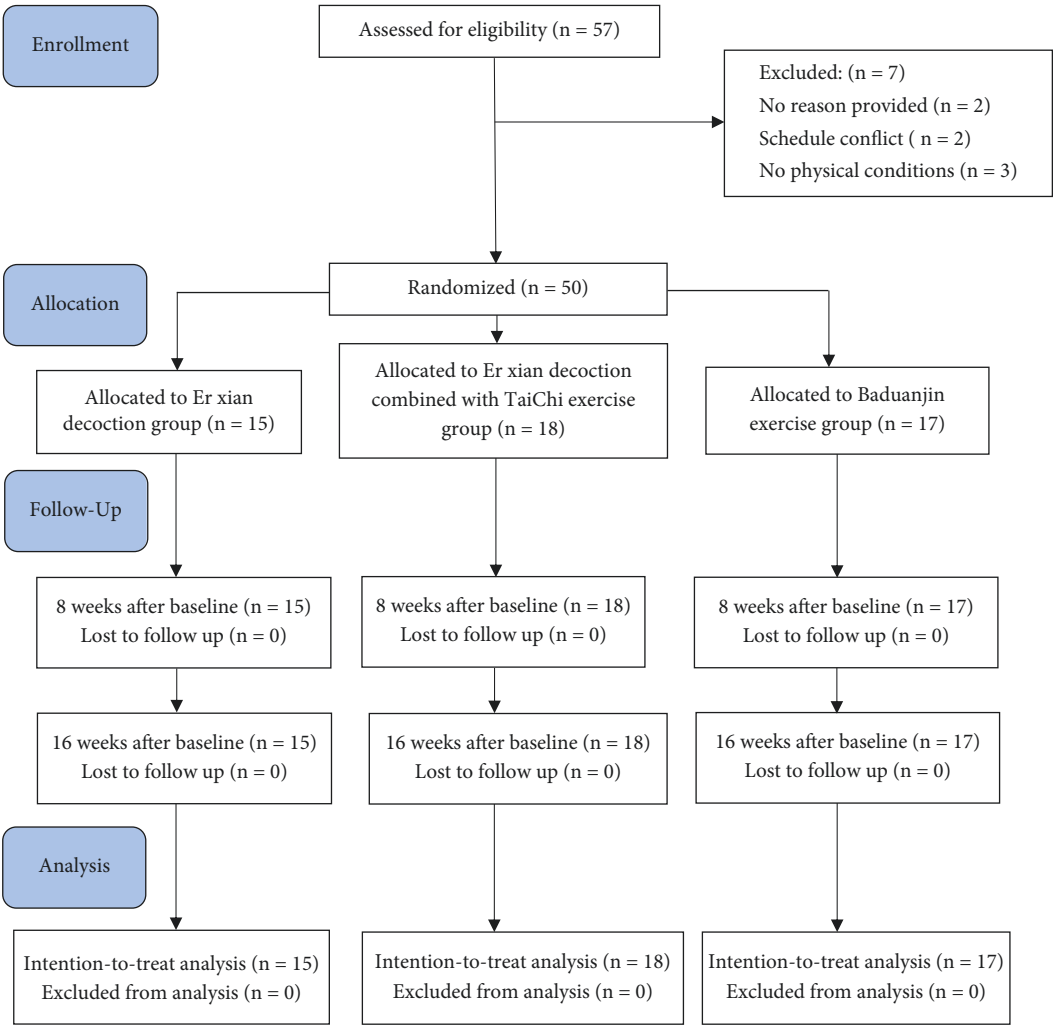 Enrollment
Assessed for eligibility (n = 57)
Excluded: (n = 7)
No reason provided (n = 2)
Schedule conflict ( n = 2)
No physical conditions (n = 3)
Allocation
Randomized (n = 50)
Allocated to Er xian
decoction group (n = 15)
Allocated to Er xian decoction
combined with TaiChi exercise
group (n = 18)
Allocated to Baduanjin
exercise group (n = 17)
Follow-Up
8 weeks after baseline (n = 15)
Lost to follow up (n = 0)
8 weeks after baseline (n = 18)
Lost to follow up (n = 0)
8 weeks after baseline (n = 17)
Lost to follow up (n = 0)
16 weeks after baseline (n = 15)
Lost to follow up (n = 0)
16 weeks after baseline (n = 18)
Lost to follow up (n = 0)
16 weeks after baseline (n = 17)
Lost to follow up (n = 0)
Analysis
Intention-to-treat analysis (n = 15)
Excluded from analysis (n = 0)
Intention-to-treat analysis (n = 18)
Excluded from analysis (n = 0)
Intention-to-treat analysis (n = 17)
Excluded from analysis (n = 0)